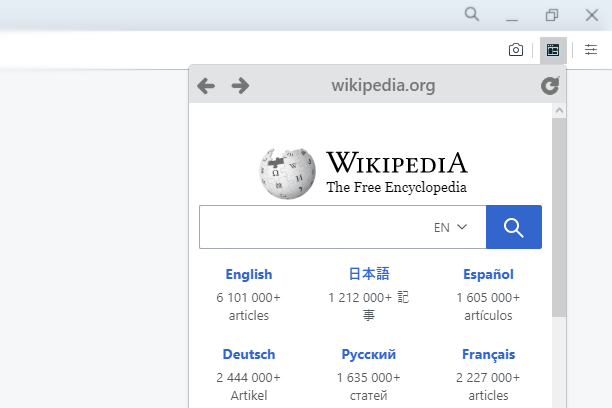 wikipedia.org
WIKIPEDIA
The Free Encyclopedia
EN
English
6 101 000+
articles
日本語
1 212 000+ 記
事
Español
1 605 000+
artículos
Deutsch
2 444 000+
Artikel
Русский
1 635 000+
статей
Français
2 227 000+
articles